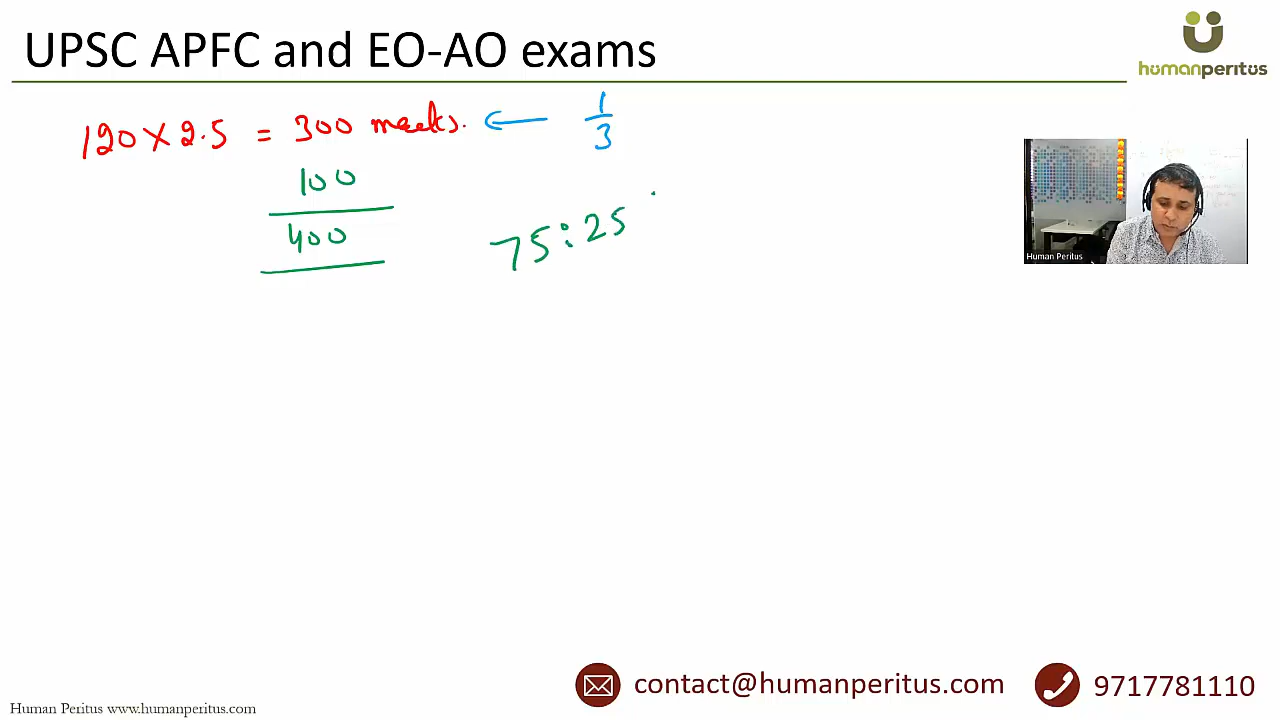 UPSC APFC and EO-AO exams
humanperitus
120 × 2.5 = 300 marks. ← 1/3
100
400
75:25
Human Peritus
contact@humanperitus.com
9717781110
Human Peritus www.humanperitus.com